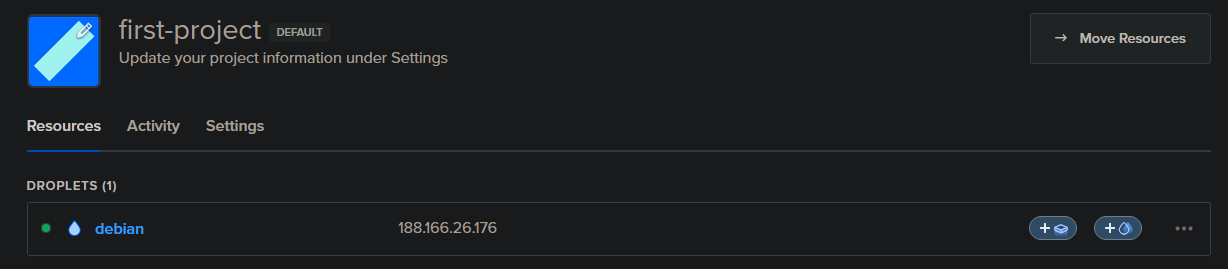 first-project DEFAULT
Update your project information under Settings
→ Move Resources
Resources Activity Settings
DROPLETS (1)
debian 188.166.26.176 + + •••